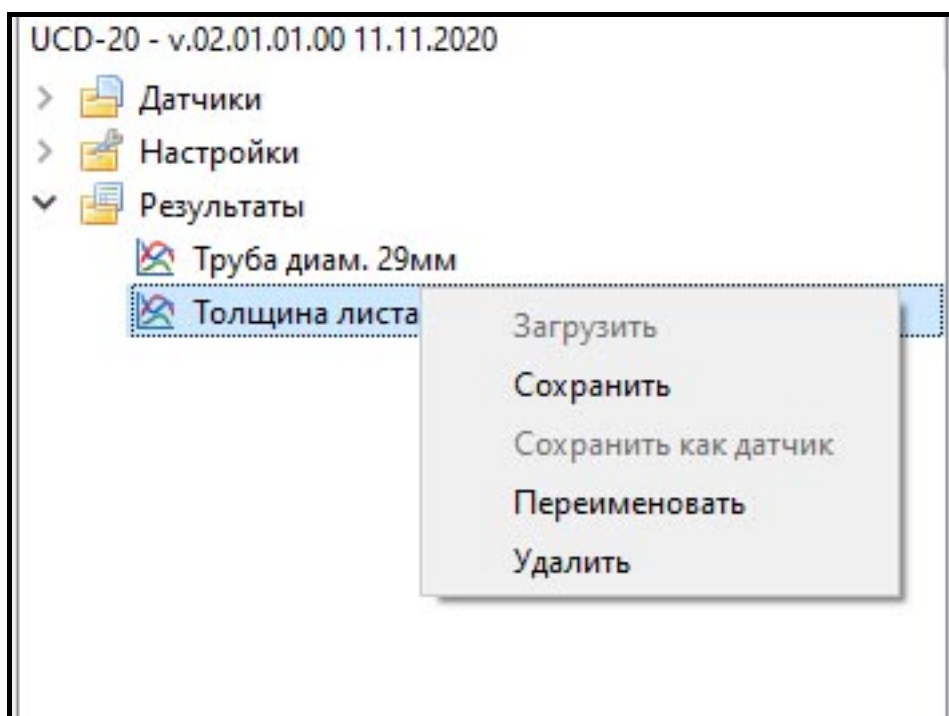 UCD-20 - v.02.01.01.00 11.11.2020
Датчики
Настройки
Результаты
Труба диам. 29мм
Толщина листа
Загрузить
Сохранить
Сохранить как датчик
Переименовать
Удалить